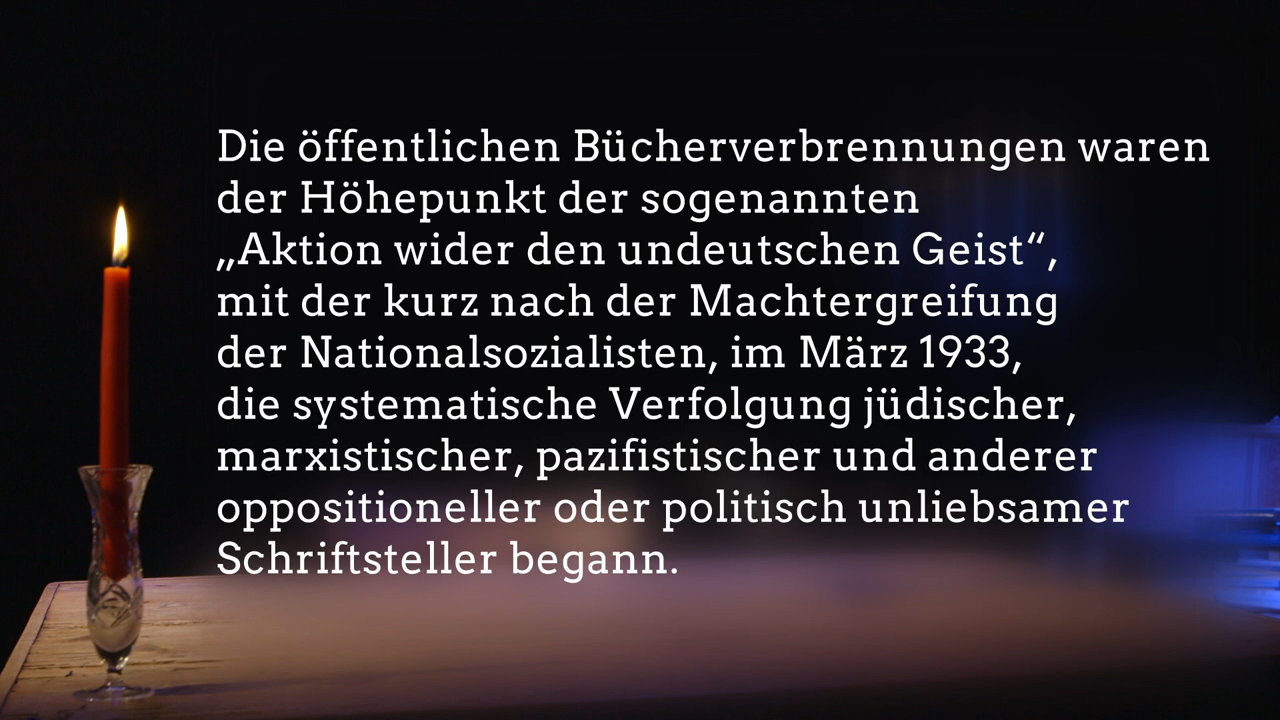 Die öffentlichen Bücherverbrennungen waren
der Höhepunkt der sogenannten
„Aktion wider den undeutschen Geist“,
mit der kurz nach der Machtergreifung
der Nationalsozialisten, im März 1933,
die systematische Verfolgung jüdischer,
marxistischer, pazifistischer und anderer
oppositioneller oder politisch unliebsamer
Schriftsteller begann.